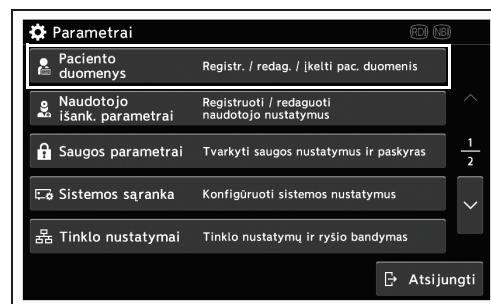 Parametrai
RDI NBI
Paciento
duomenys
Registr. / redag. / įkelti pac. duomenis
Naudotojo
išank. parametrai
Registruoti / redaguoti
naudotojo nustatymus
Saugos parametrai
Tvarkyti saugos nustatymus ir paskyras
1
2
Sistemos sąranka
Konfigūruoti sistemos nustatymus
Tinklo nustatymai
Tinklo nustatymų ir ryšio bandymas
Atsijungti